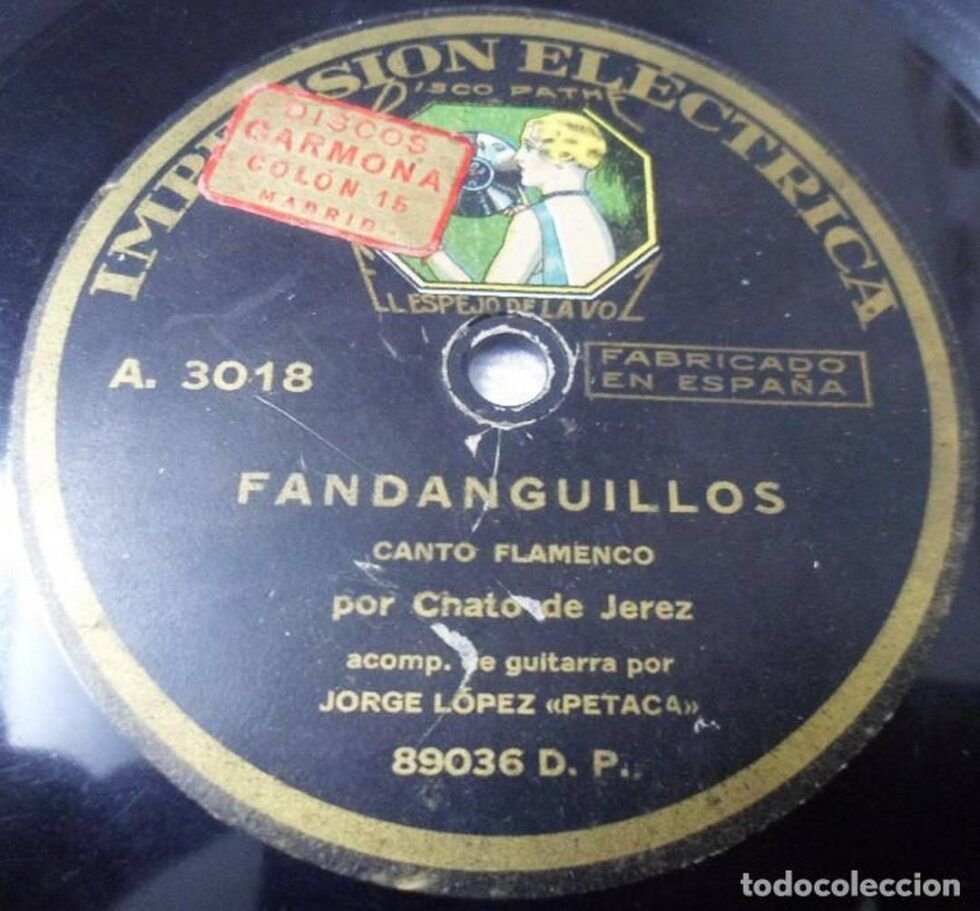 IMPRESION ELECTRICA
DISCO PATHÉ
DISCOS
CARMONA
COLÓN 15
MADRID
EL ESPEJO DE LA VOZ
A. 3018
FABRICADO
EN ESPAÑA
FANDANGUILLOS
CANTO FLAMENCO
por Chato de Jerez
acomp. de guitarra por
JORGE LÓPEZ «PETACA»
89036 D. P.
todocoleccion